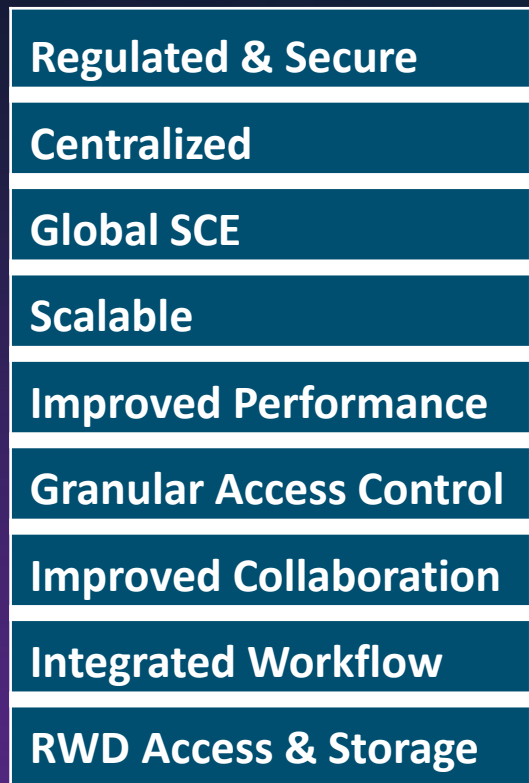 Regulated & Secure
Centralized
Global SCE
Scalable
Improved Performance
Granular Access Control
Improved Collaboration
Integrated Workflow
RWD Access & Storage